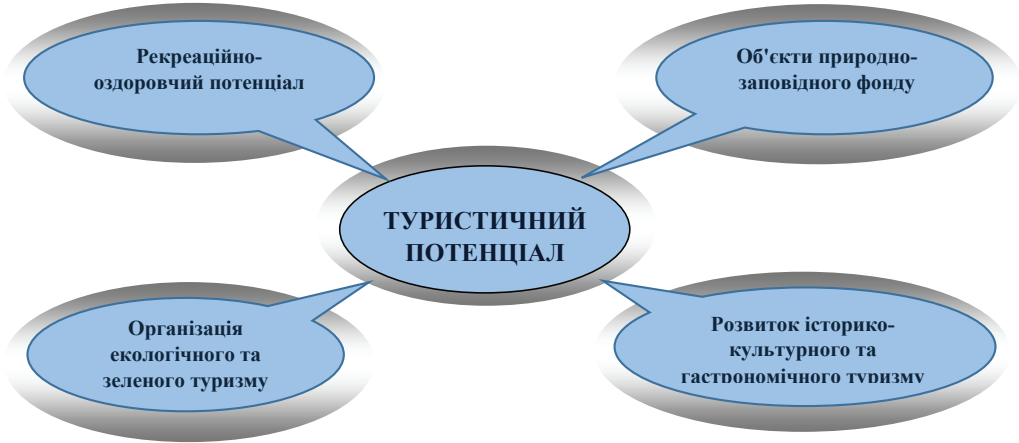 Рекреаційно-
оздоровчий потенціал
Об'єкти природно-
заповідного фонду
ТУРИСТИЧНИЙ
ПОТЕНЦІАЛ
Організація
екологічного та
зеленого туризму
Розвиток історико-
культурного та
гастрономічного туризму